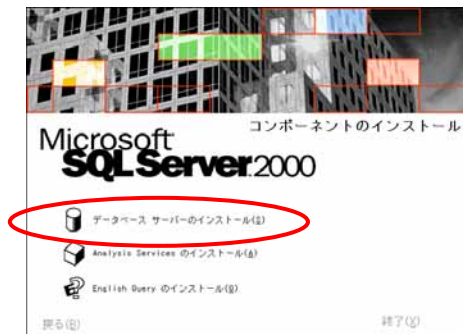 コンポーネントのインストール
Microsoft
SQL Server 2000
データベース サーバーのインストール(S)
Analysis Services のインストール(A)
English Query のインストール(Q)
戻る(B)
終了(X)